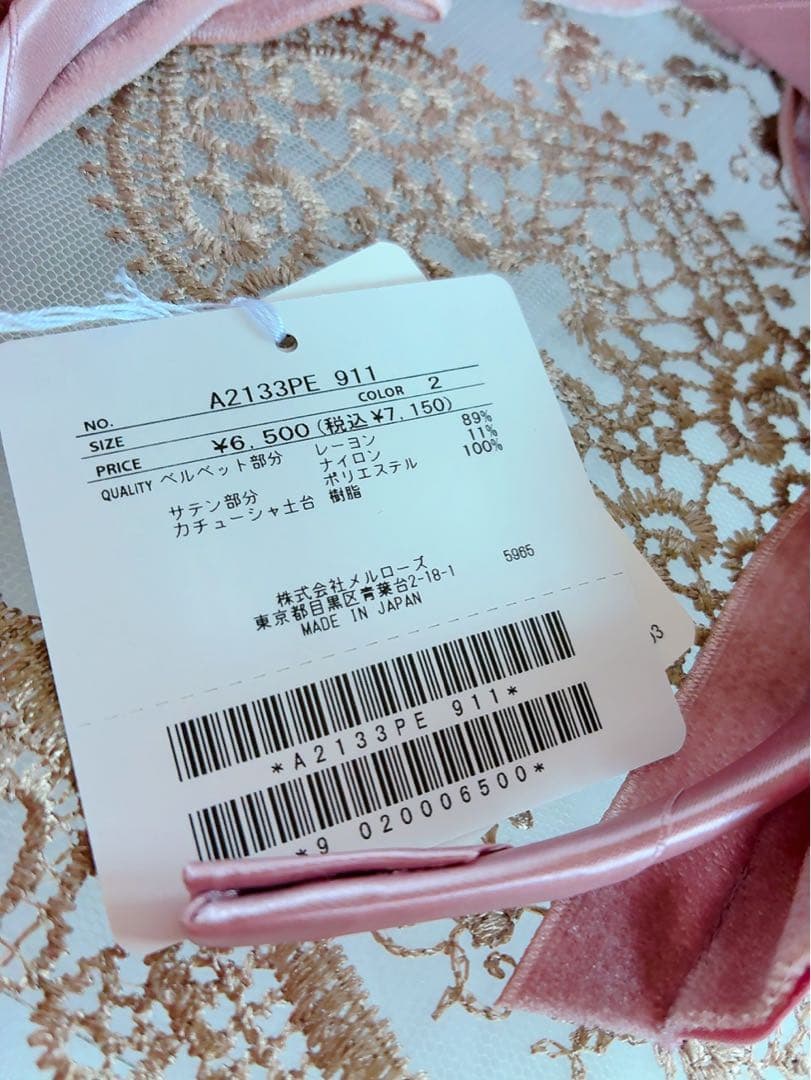 NO. A2133PE 911
SIZE COLOR 2
PRICE ¥6,500(税込¥7,150)
QUALITY ベルベット部分 レーヨン 89%
ナイロン 11%
サテン部分 ポリエステル 100%
カチューシャ土台 樹脂
5965
株式会社メルローズ
東京都目黒区青葉台2-18-1
MADE IN JAPAN
*A2133PE 911*
*9 020006500*